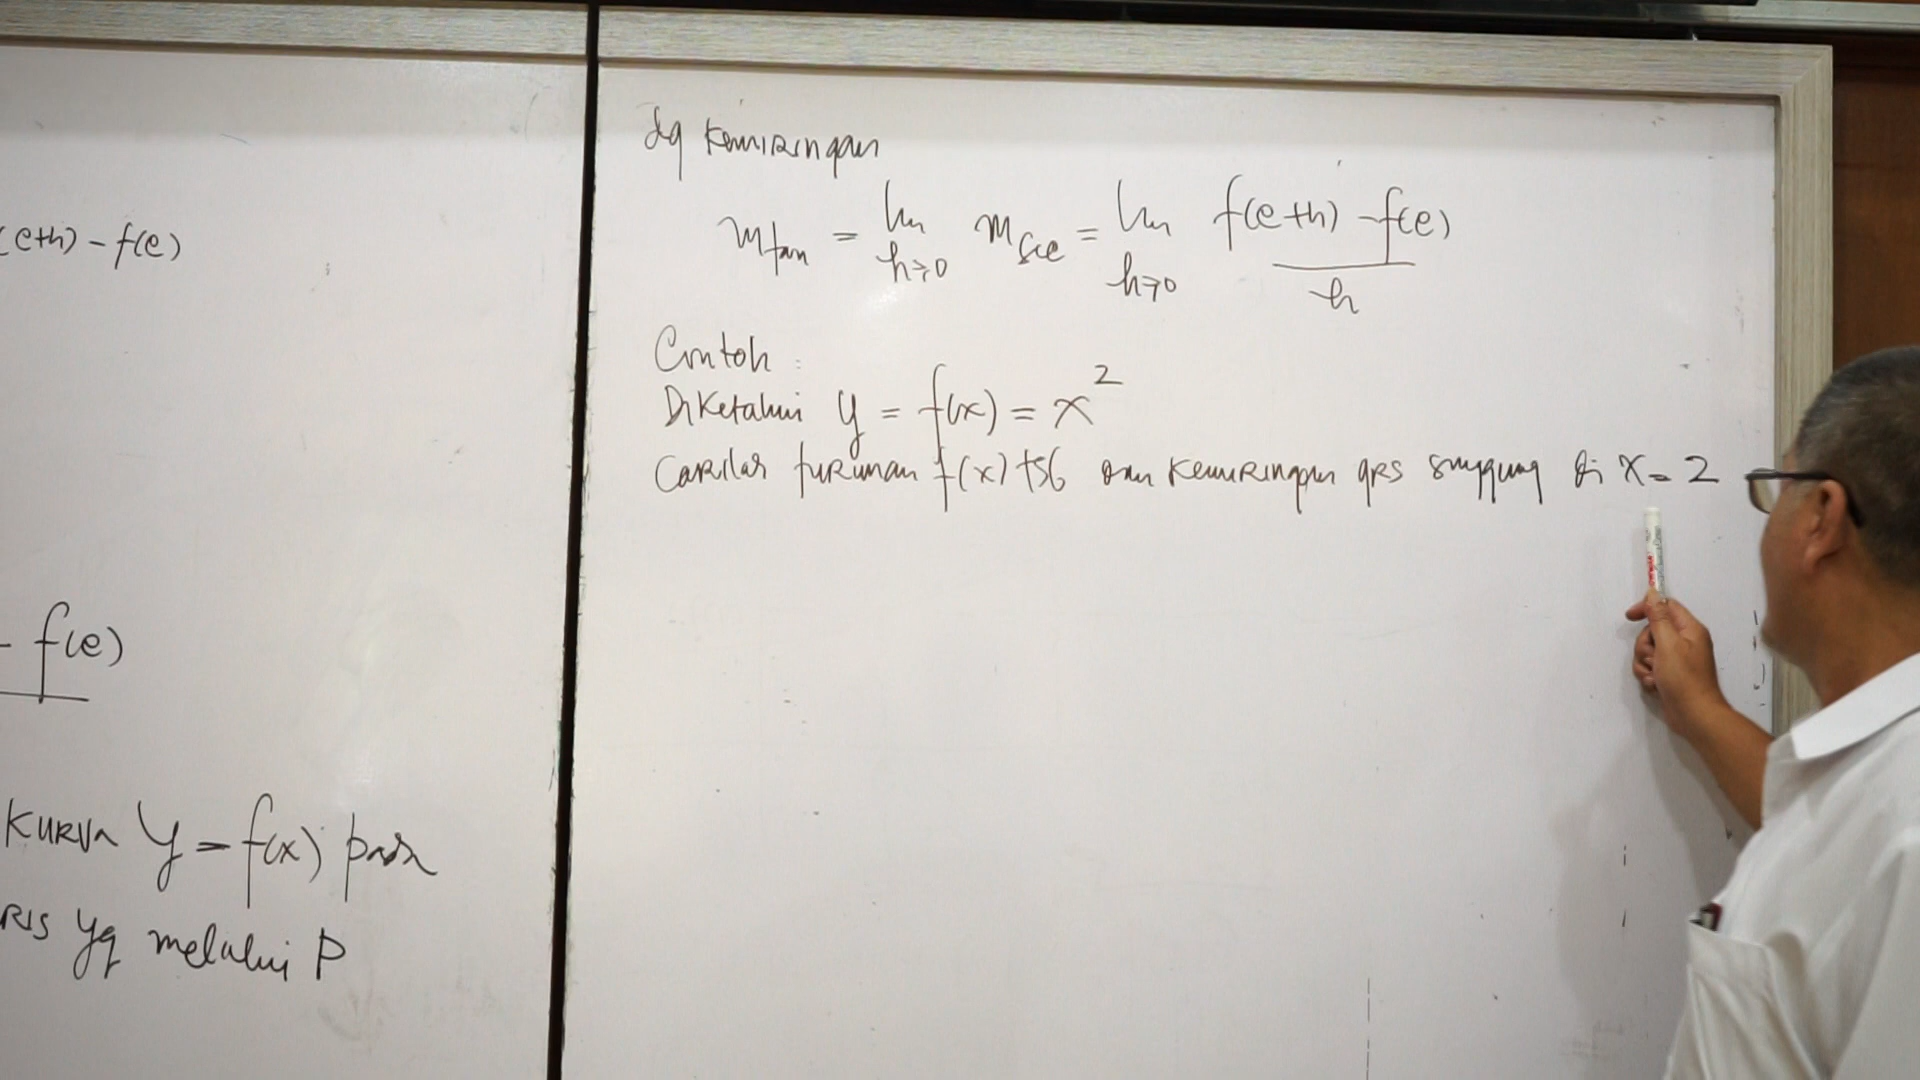 (c+h) - f(c)
- f(c)
KURVA y = f(x) pada
RIS yg melalui P
dg kemiringan
m tan = lim h→0 m sec = lim h→0 f(c+h) - f(c) / h
Contoh :
Diketahui y = f(x) = x²
Carilah turunan f(x) tsb dan kemiringan grs singgung di x = 2